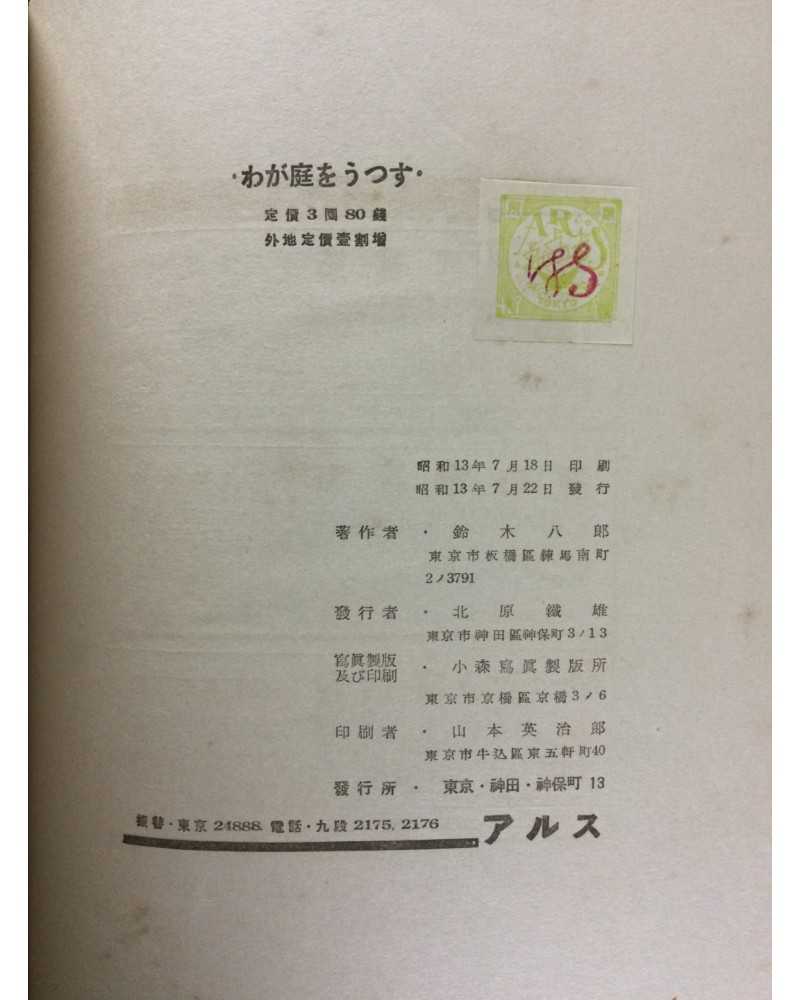 ・わが庭をうつす・
定價3圓80錢
外地定價壹割增
ARS
昭和13年7月18日 印刷
昭和13年7月22日 發行
著作者・鈴木八郎
東京市板橋區練馬南町
2ノ3791
發行者・北原鐵雄
東京市神田區神保町3ノ13
寫眞製版
及び印刷
・小森寫眞製版所
東京市京橋區京橋3ノ6
印刷者・山本英治郎
東京市牛込區東五軒町40
發行所・東京・神田・神保町13
振替・東京24888. 電話・九段2175, 2176
アルス